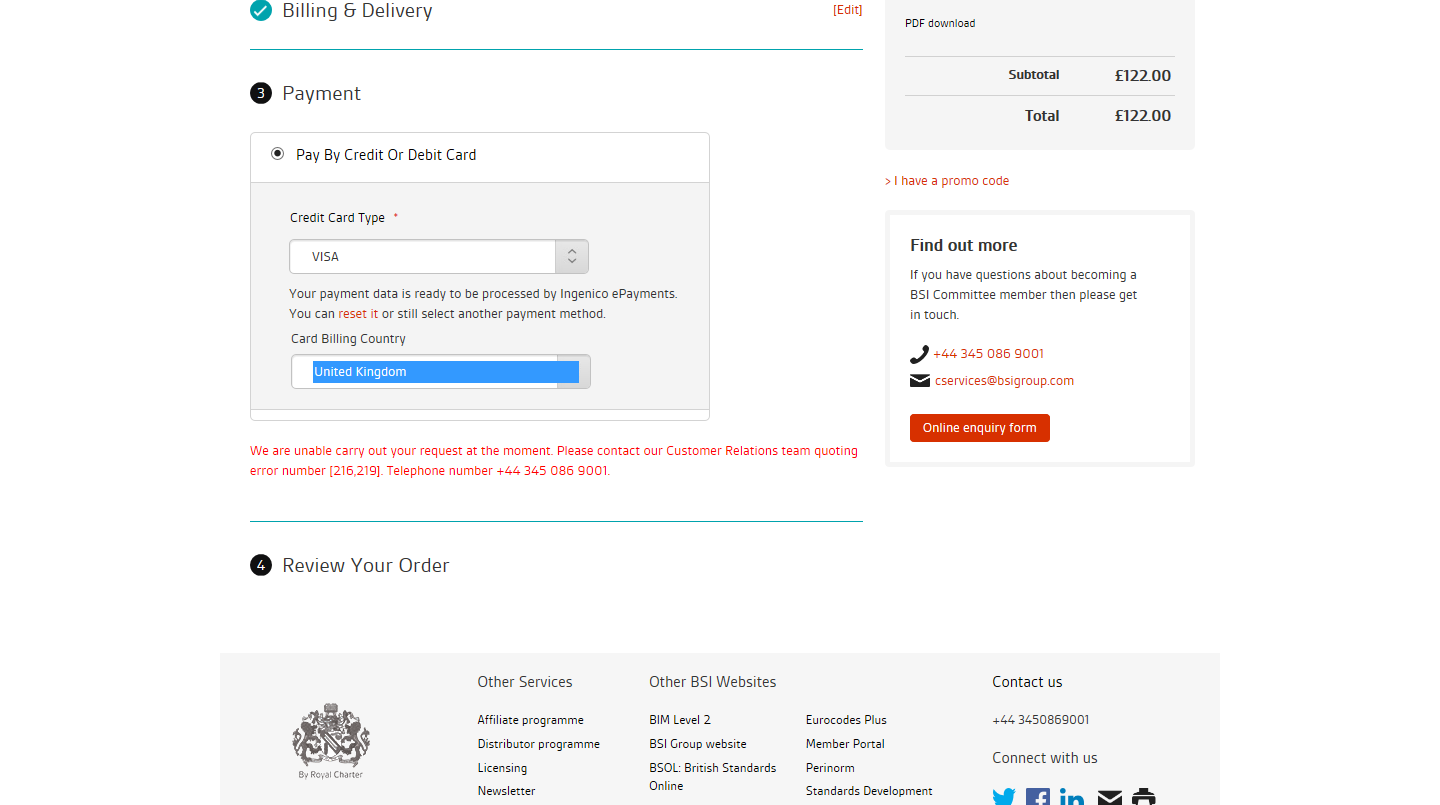 Billing & Delivery
[Edit]
3 Payment
Pay By Credit Or Debit Card
Credit Card Type *
VISA
Your payment data is ready to be processed by Ingenico ePayments.
You can reset it or still select another payment method.
Card Billing Country
United Kingdom
We are unable carry out your request at the moment. Please contact our Customer Relations team quoting
error number [216,219]. Telephone number +44 345 086 9001.
4 Review Your Order
PDF download
Subtotal £122.00
Total £122.00
> I have a promo code
Find out more
If you have questions about becoming a
BSI Committee member then please get
in touch.
+44 345 086 9001
cservices@bsigroup.com
Online enquiry form
By Royal Charter
Other Services
Affiliate programme
Distributor programme
Licensing
Newsletter
Other BSI Websites
BIM Level 2
BSI Group website
BSOL: British Standards
Online
Eurocodes Plus
Member Portal
Perinorm
Standards Development
Contact us
+44 3450869001
Connect with us